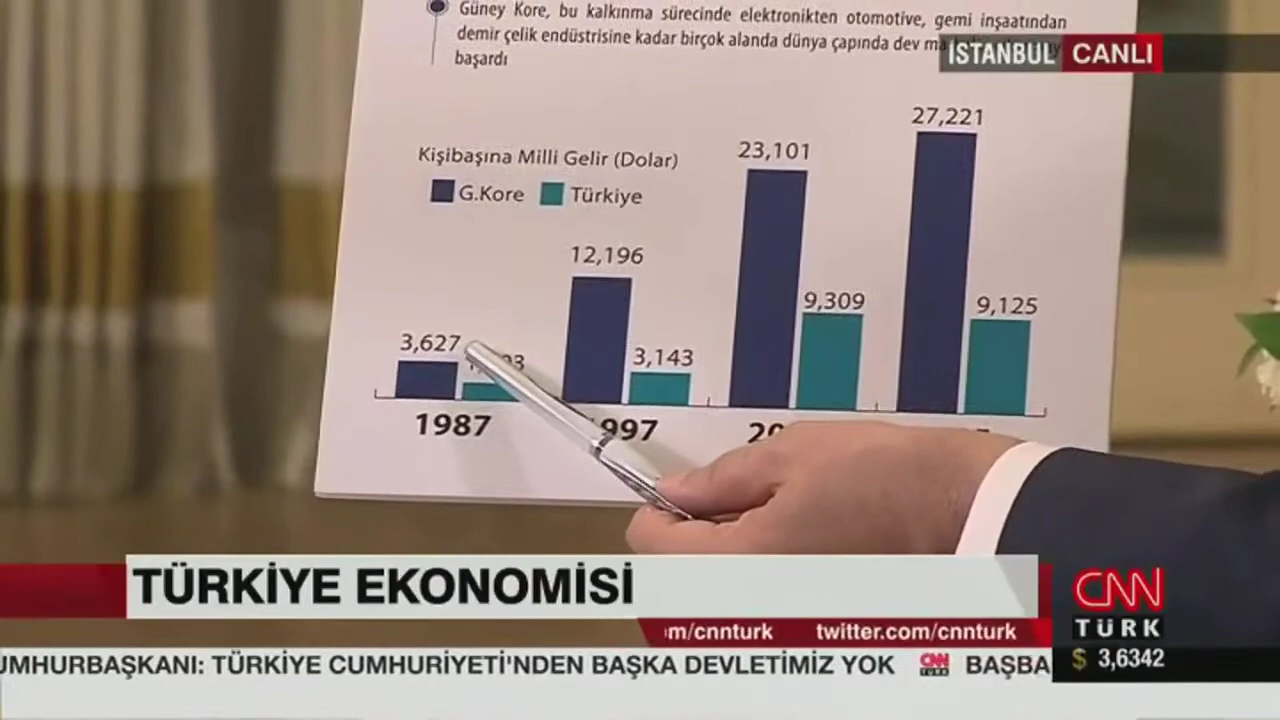 Güney Kore, bu kalkınma sürecinde elektronikten otomotive, gemi inşaatından
demir çelik endüstrisine kadar birçok alanda dünya çapında dev
başardı
İSTANBUL CANLI
Kişibaşına Milli Gelir (Dolar)
G.Kore Türkiye
3,627
12,196
3,143
23,101
9,309
27,221
9,125
1987
TÜRKİYE EKONOMİSİ
m/cnnturk twitter.com/cnnturk
CNN
TÜRK
$ 3,6342
UMHURBAŞKANI: TÜRKİYE CUMHURİYETİ'NDEN BAŞKA DEVLETİMİZ YOK CNN TÜRK BAŞBA